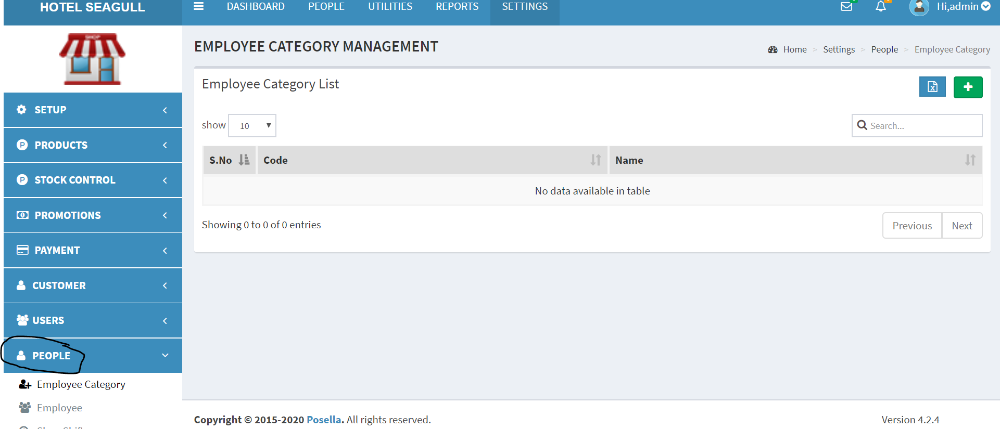 HOTEL SEAGULL
DASHBOARD PEOPLE UTILITIES REPORTS SETTINGS
Hi,admin
SHOP
EMPLOYEE CATEGORY MANAGEMENT
Home > Settings > People > Employee Category
Employee Category List
show 10
Search...
S.No Code Name
No data available in table
Showing 0 to 0 of 0 entries
Previous Next
SETUP
PRODUCTS
STOCK CONTROL
PROMOTIONS
PAYMENT
CUSTOMER
USERS
PEOPLE
Employee Category
Employee
Copyright © 2015-2020 Posella. All rights reserved.
Version 4.2.4